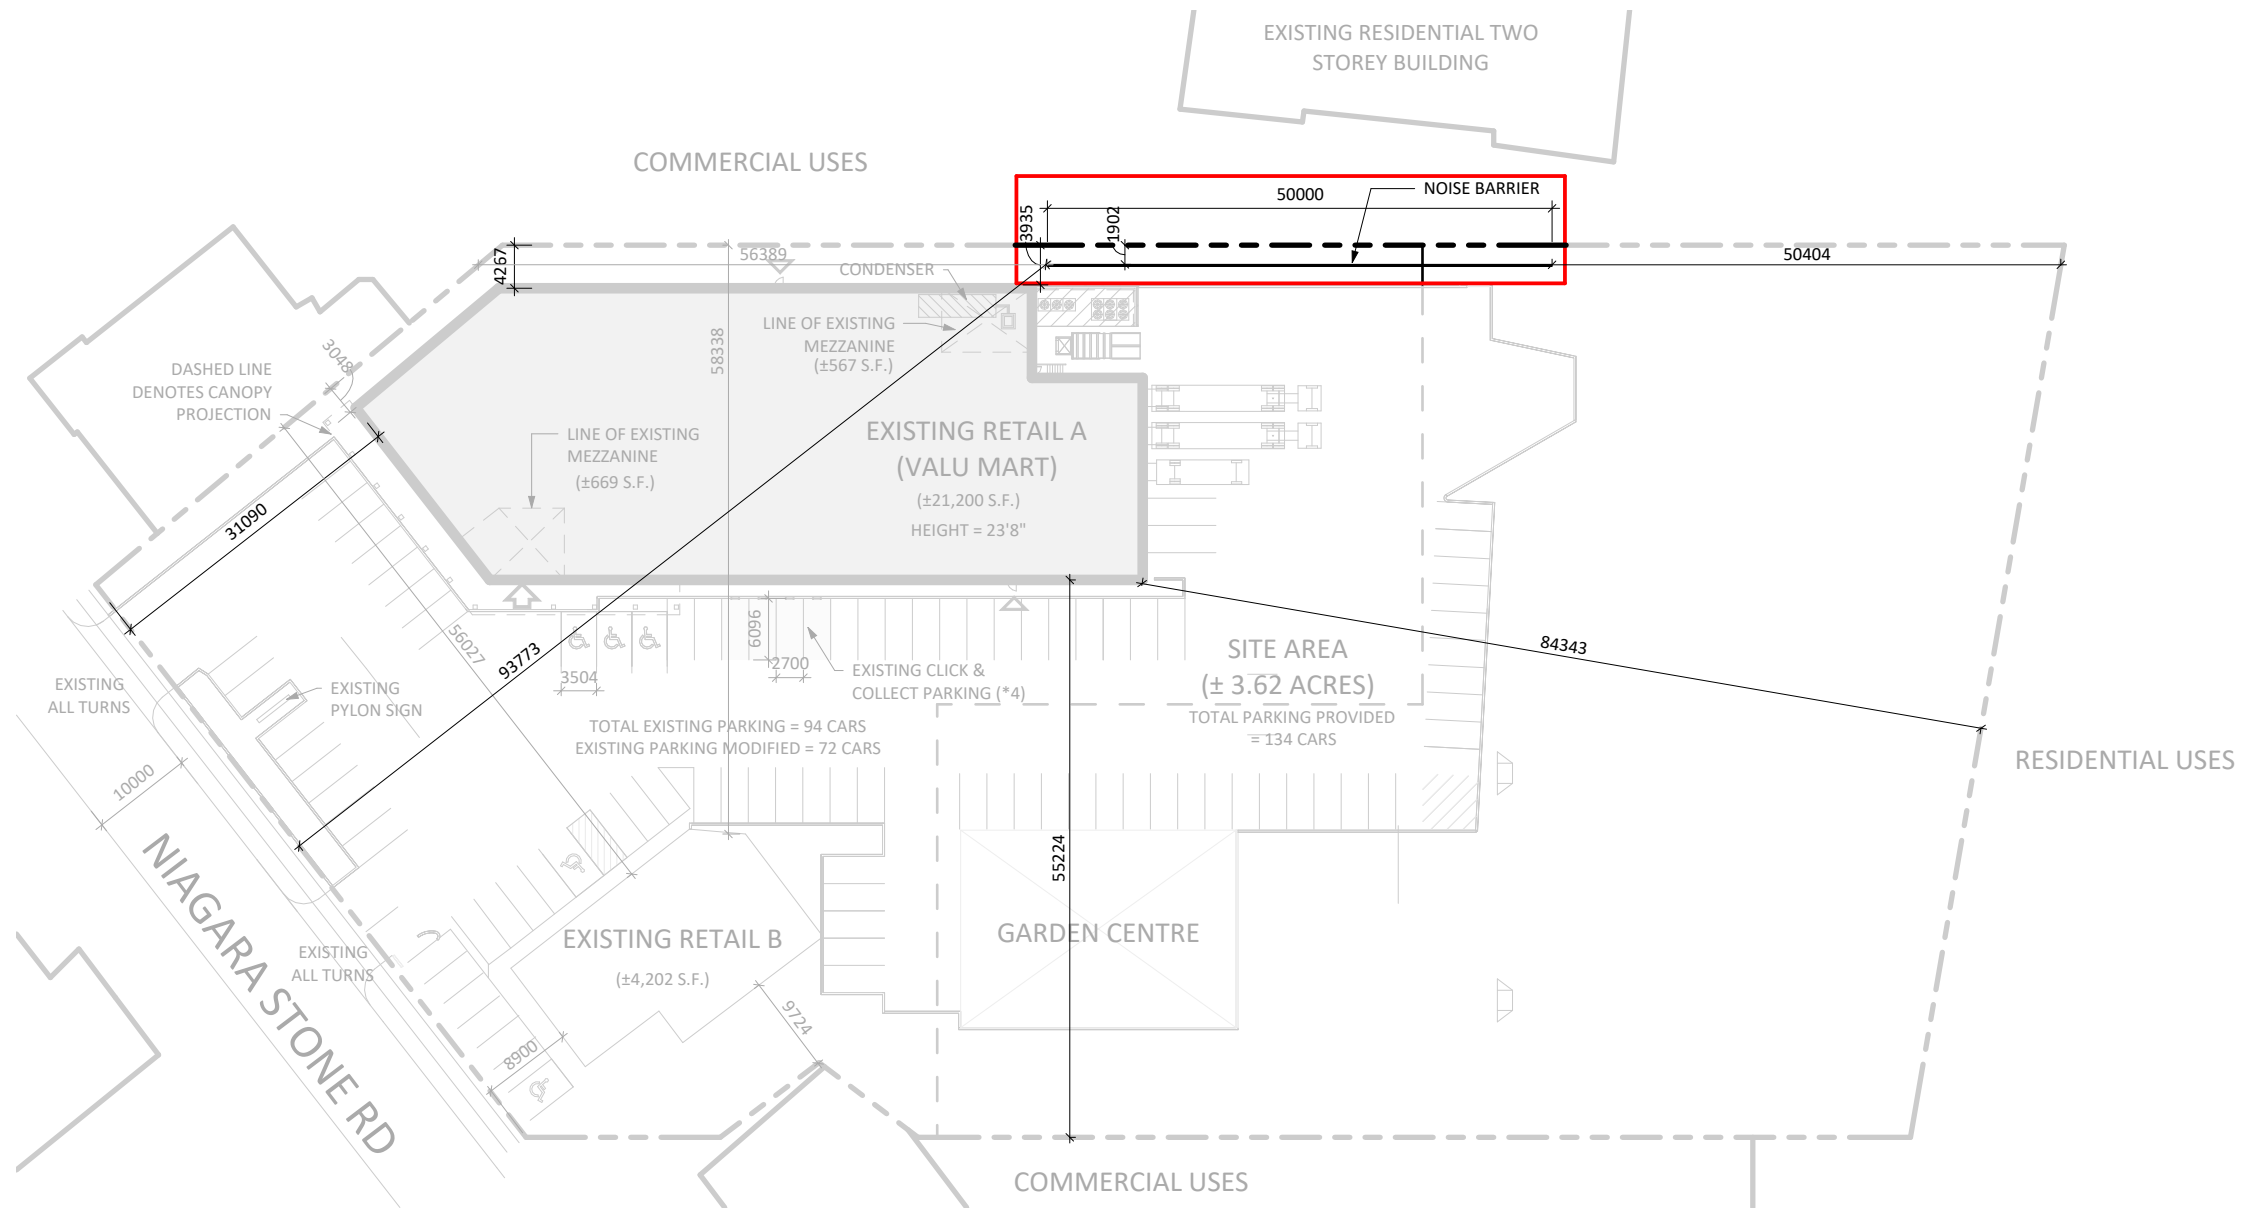 EXISTING RESIDENTIAL TWO
STOREY BUILDING
COMMERCIAL USES
50000
NOISE BARRIER
3935
1902
4267
56389
50404
CONDENSER
LINE OF EXISTING
MEZZANINE
(±567 S.F.)
58338
3048
DASHED LINE
DENOTES CANOPY
PROJECTION
LINE OF EXISTING
MEZZANINE
(±669 S.F.)
EXISTING RETAIL A
(VALU MART)
(±21,200 S.F.)
HEIGHT = 23'8"
31090
56027
93773
6096
2700
3504
EXISTING CLICK &
COLLECT PARKING (*4)
SITE AREA
(± 3.62 ACRES)
TOTAL PARKING PROVIDED
= 134 CARS
84343
EXISTING
ALL TURNS
EXISTING
PYLON SIGN
TOTAL EXISTING PARKING = 94 CARS
EXISTING PARKING MODIFIED = 72 CARS
RESIDENTIAL USES
10000
NIAGARA STONE RD
55224
EXISTING
ALL TURNS
EXISTING RETAIL B
(±4,202 S.F.)
GARDEN CENTRE
9724
8900
COMMERCIAL USES